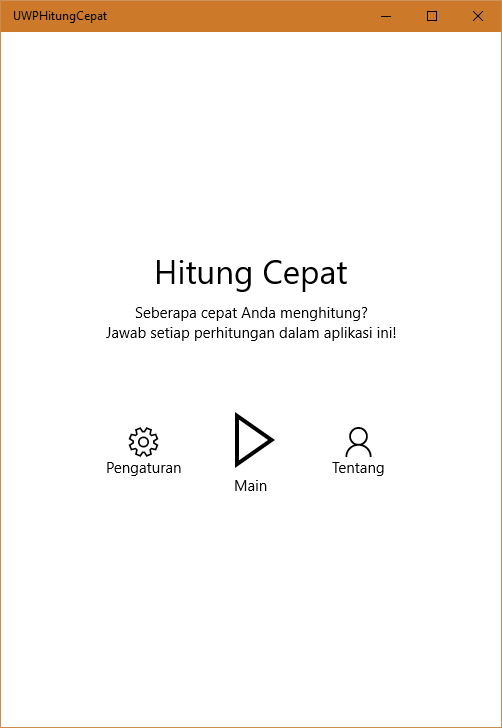 UWPHitungCepat
Hitung Cepat
Seberapa cepat Anda menghitung?
Jawab setiap perhitungan dalam aplikasi ini!
Pengaturan
Main
Tentang